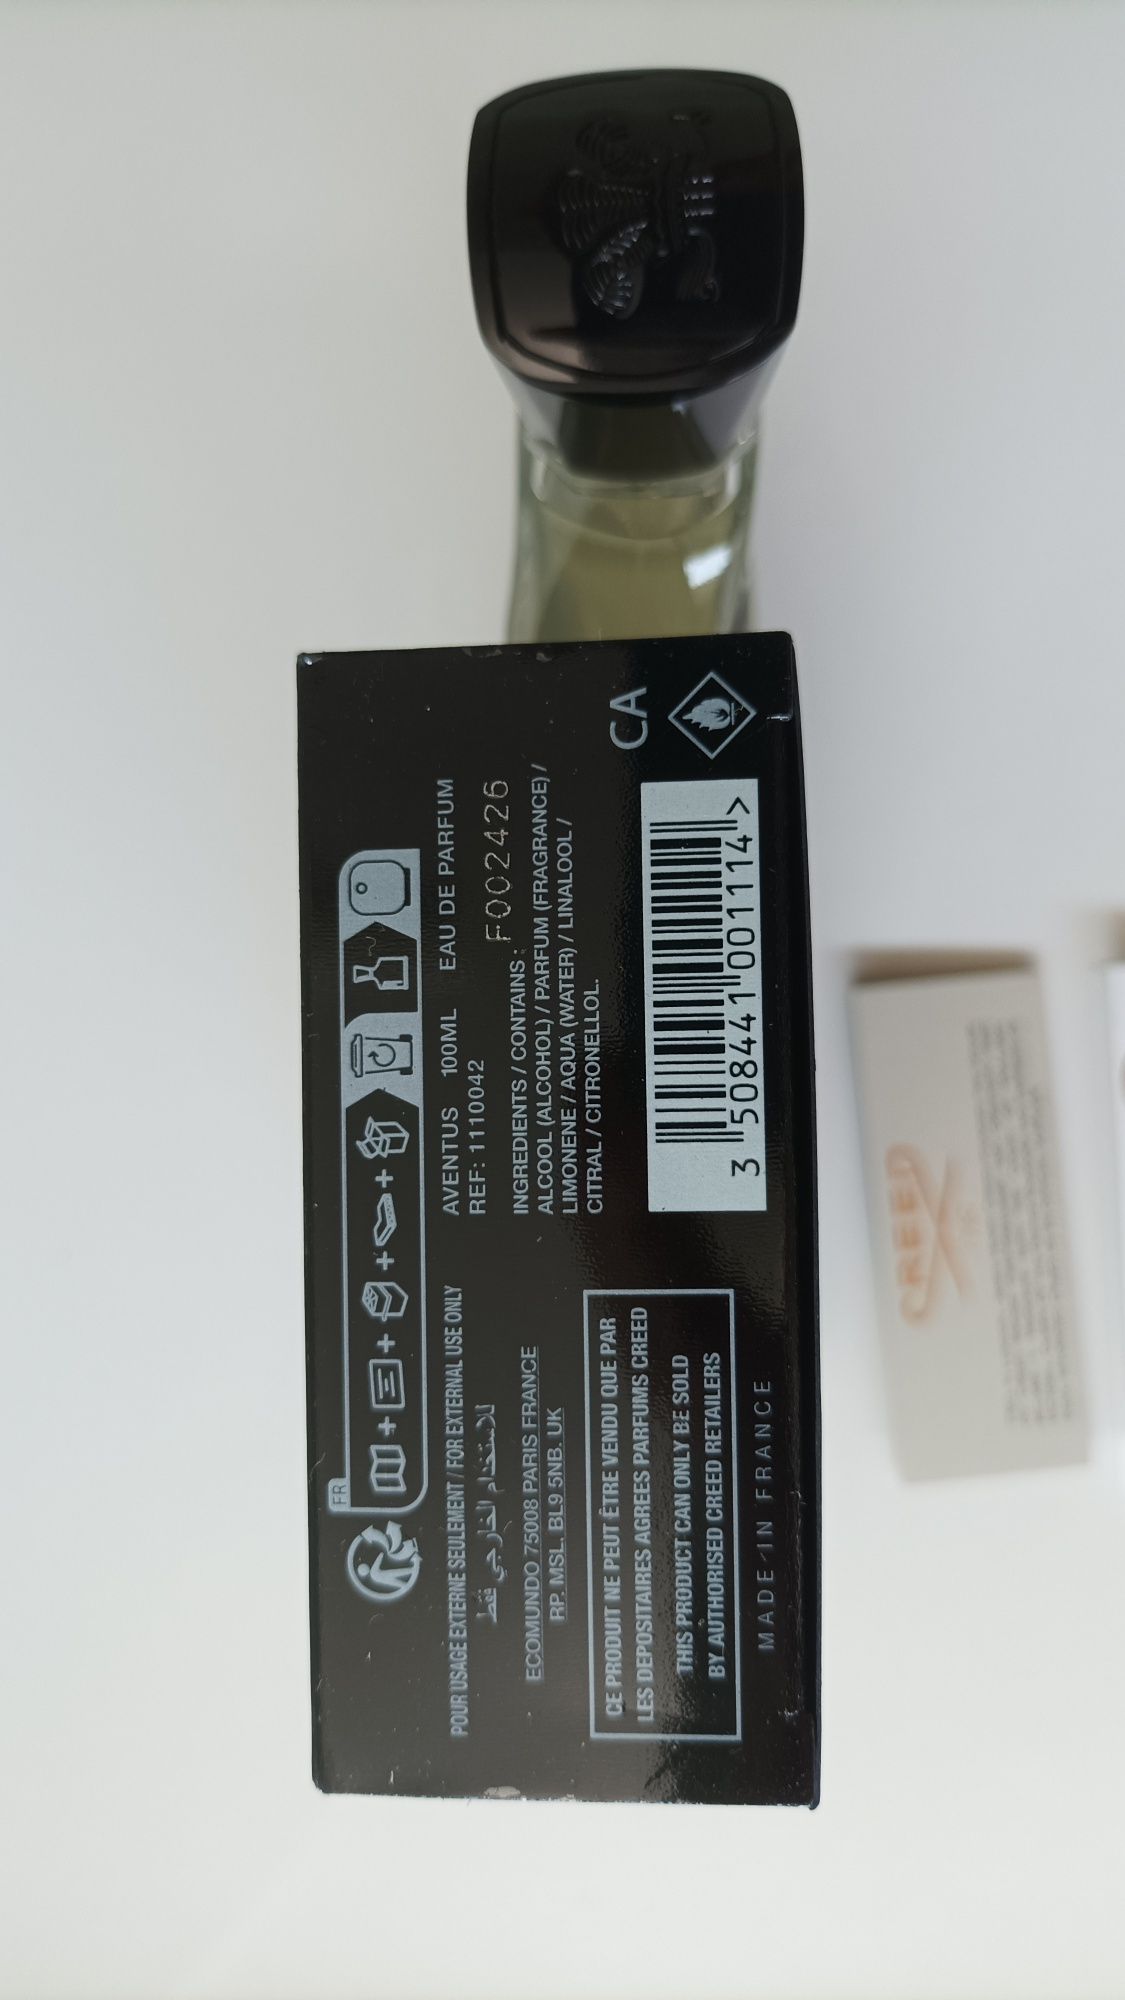 FR
AVENTUS 100ML EAU DE PARFUM
REF: 1110042
F002426
INGREDIENTS / CONTAINS :
ALCOOL (ALCOHOL) / PARFUM (FRAGRANCE) /
LIMONENE / AQUA (WATER) / LINALOOL /
CITRAL / CITRONELLOL.
CA
3 508441 001114 >
POUR USAGE EXTERNE SEULEMENT / FOR EXTERNAL USE ONLY
للاستخدام الخارجي فقط
ECOMUNDO 75008 PARIS FRANCE
RP. MSL. BL9 5NB. UK
CE PRODUIT NE PEUT ÊTRE VENDU QUE PAR
LES DEPOSITAIRES AGREES PARFUMS CREED
THIS PRODUCT CAN ONLY BE SOLD
BY AUTHORISED CREED RETAILERS
MADE IN FRANCE
CREED